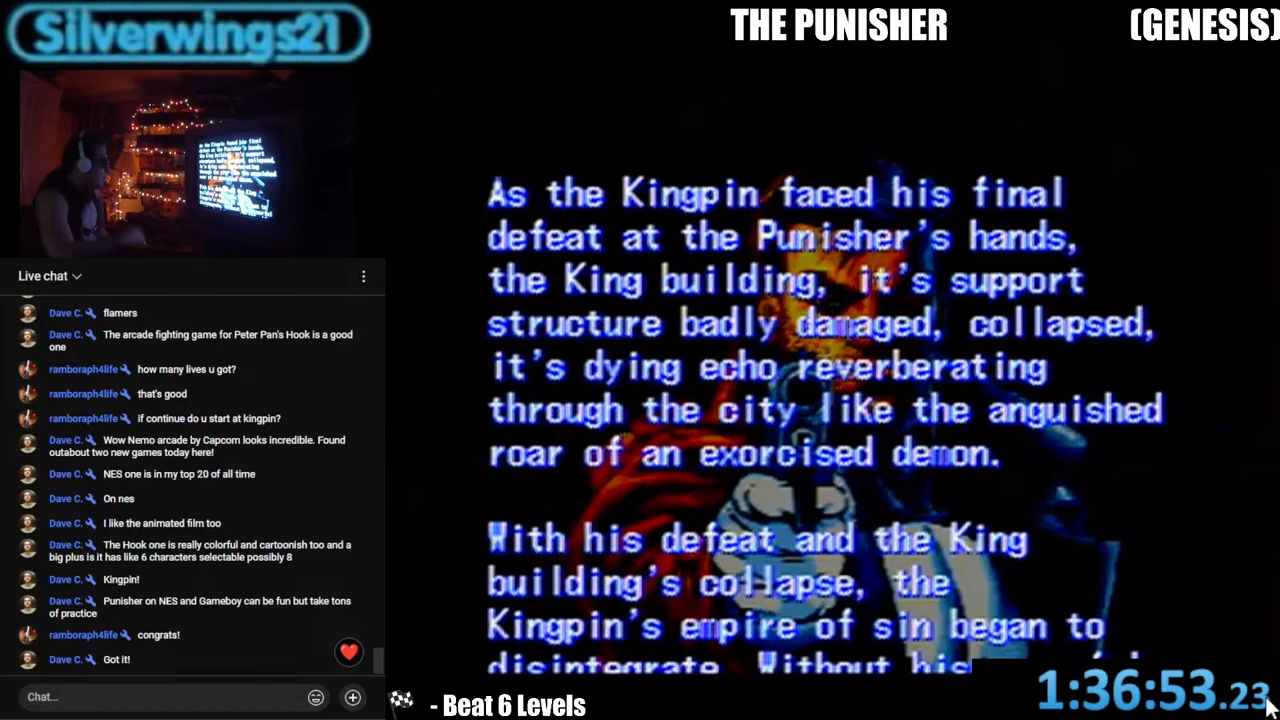 Silverwings21
THE PUNISHER
(GENESIS)
Live chat
Dave C. flamers
Dave C. The arcade fighting game for Peter Pan's Hook is a good
one
ramboraph4life how many lives u got?
ramboraph4life that's good
ramboraph4life if continue do u start at kingpin?
Dave C. Wow Nemo arcade by Capcom looks incredible. Found
outabout two new games today here!
Dave C. NES one is in my top 20 of all time
Dave C. On nes
Dave C. I like the animated film too
Dave C. The Hook one is really colorful and cartoonish too and a
big plus is it has like 6 characters selectable possibly 8
Dave C. Kingpin!
Dave C. Punisher on NES and Gameboy can be fun but take tons
of practice
ramboraph4life congrats!
Dave C. Got it!
Chat...
As the Kingpin faced his final
defeat at the Punisher's hands,
the King building, it's support
structure badly damaged, collapsed,
it's dying echo reverberating
through the city like the anguished
roar of an exorcised demon.
With his defeat and the King
building's collapse, the
Kingpin's empire of sin began to
disintegrate. Without his
- Beat 6 Levels
1:36:53.23